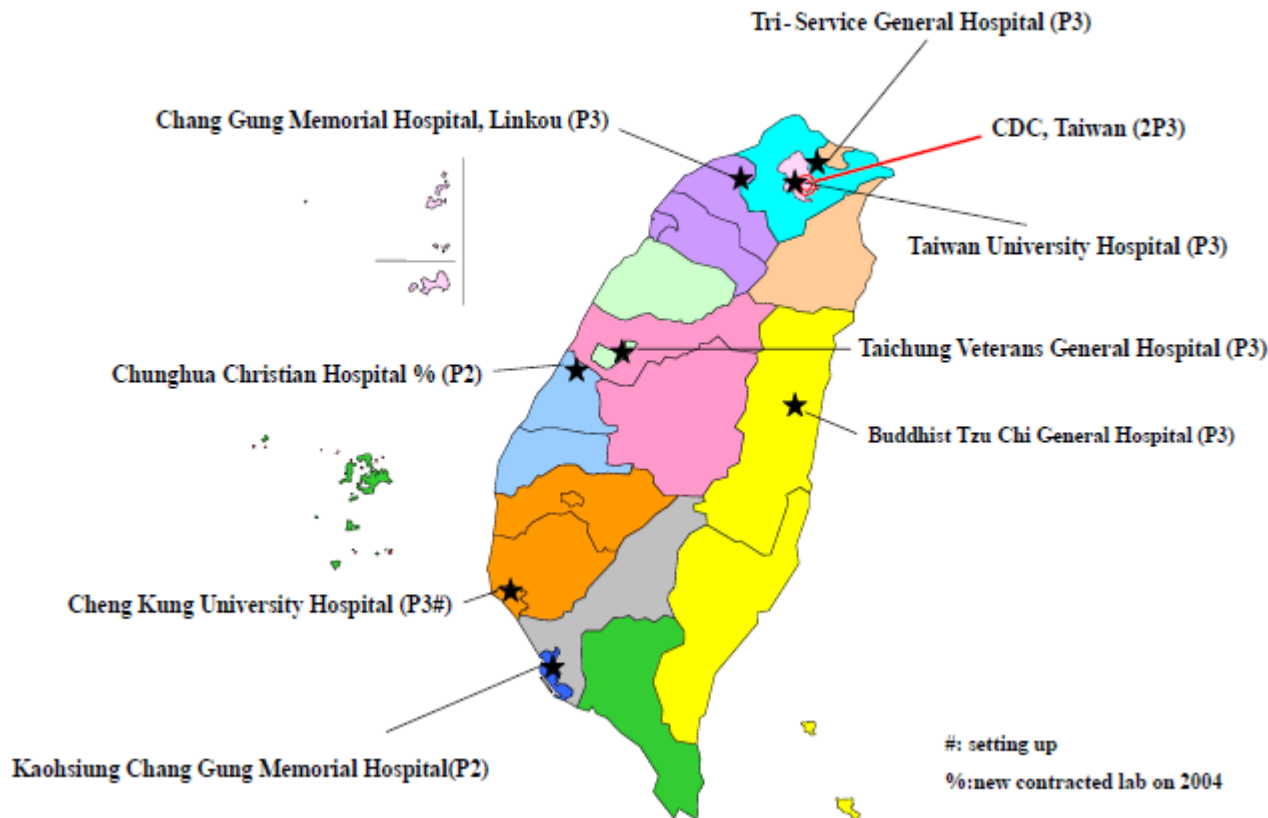 Tri-Service General Hospital (P3)
Chang Gung Memorial Hospital, Linkou (P3)
CDC, Taiwan (2P3)
Taiwan University Hospital (P3)
Taichung Veterans General Hospital (P3)
Chunghua Christian Hospital % (P2)
Buddhist Tzu Chi General Hospital (P3)
Cheng Kung University Hospital (P3#)
Kaohsiung Chang Gung Memorial Hospital(P2)
#: setting up
%:new contracted lab on 2004